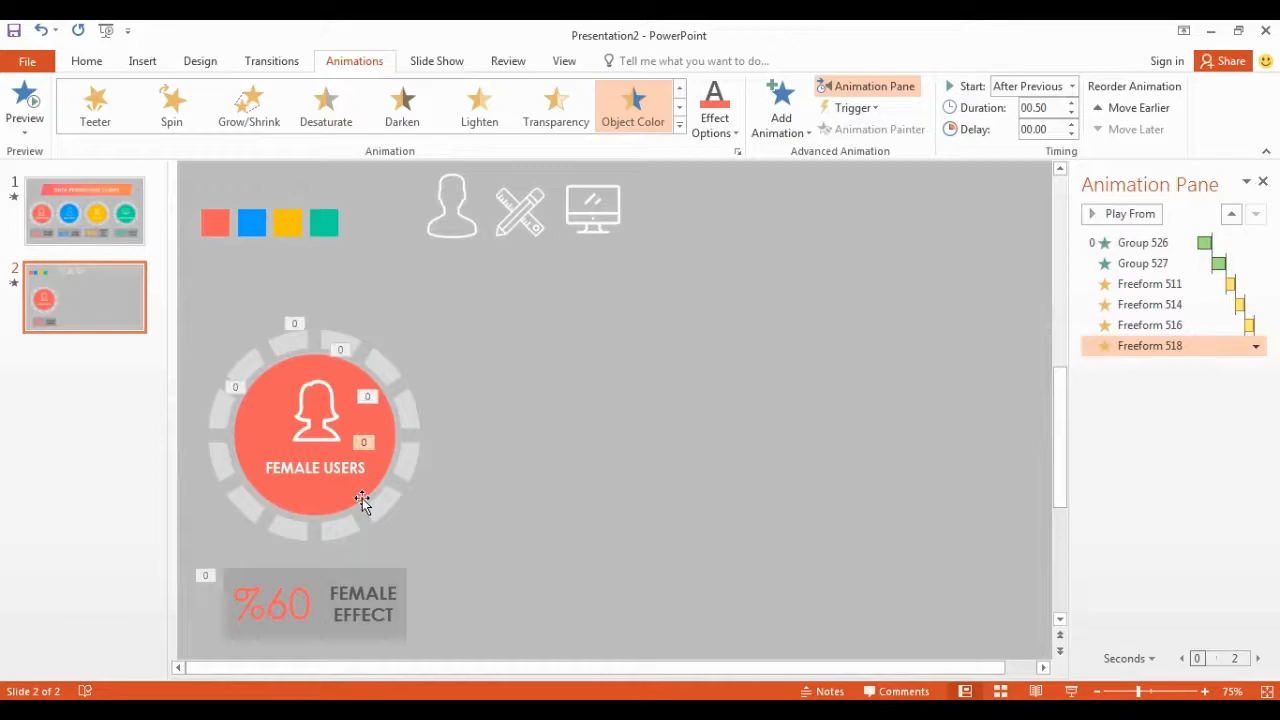 Presentation2 - PowerPoint
File Home Insert Design Transitions Animations Slide Show Review View Tell me what you want to do... Sign in Share
Preview
Teeter Spin Grow/Shrink Desaturate Darken Lighten Transparency Object Color
Effect Options
Add Animation
Animation Pane
Trigger
Animation Painter
Start: After Previous
Duration: 00.50
Delay: 00.00
Reorder Animation
Move Earlier
Move Later
Preview Animation Advanced Animation Timing
1
2
0
0
0
0
0
FEMALE USERS
0
%60 FEMALE
EFFECT
Animation Pane
Play From
0 Group 526
Group 527
Freeform 511
Freeform 514
Freeform 516
Freeform 518
Seconds 0 2
Slide 2 of 2 Notes Comments 75%